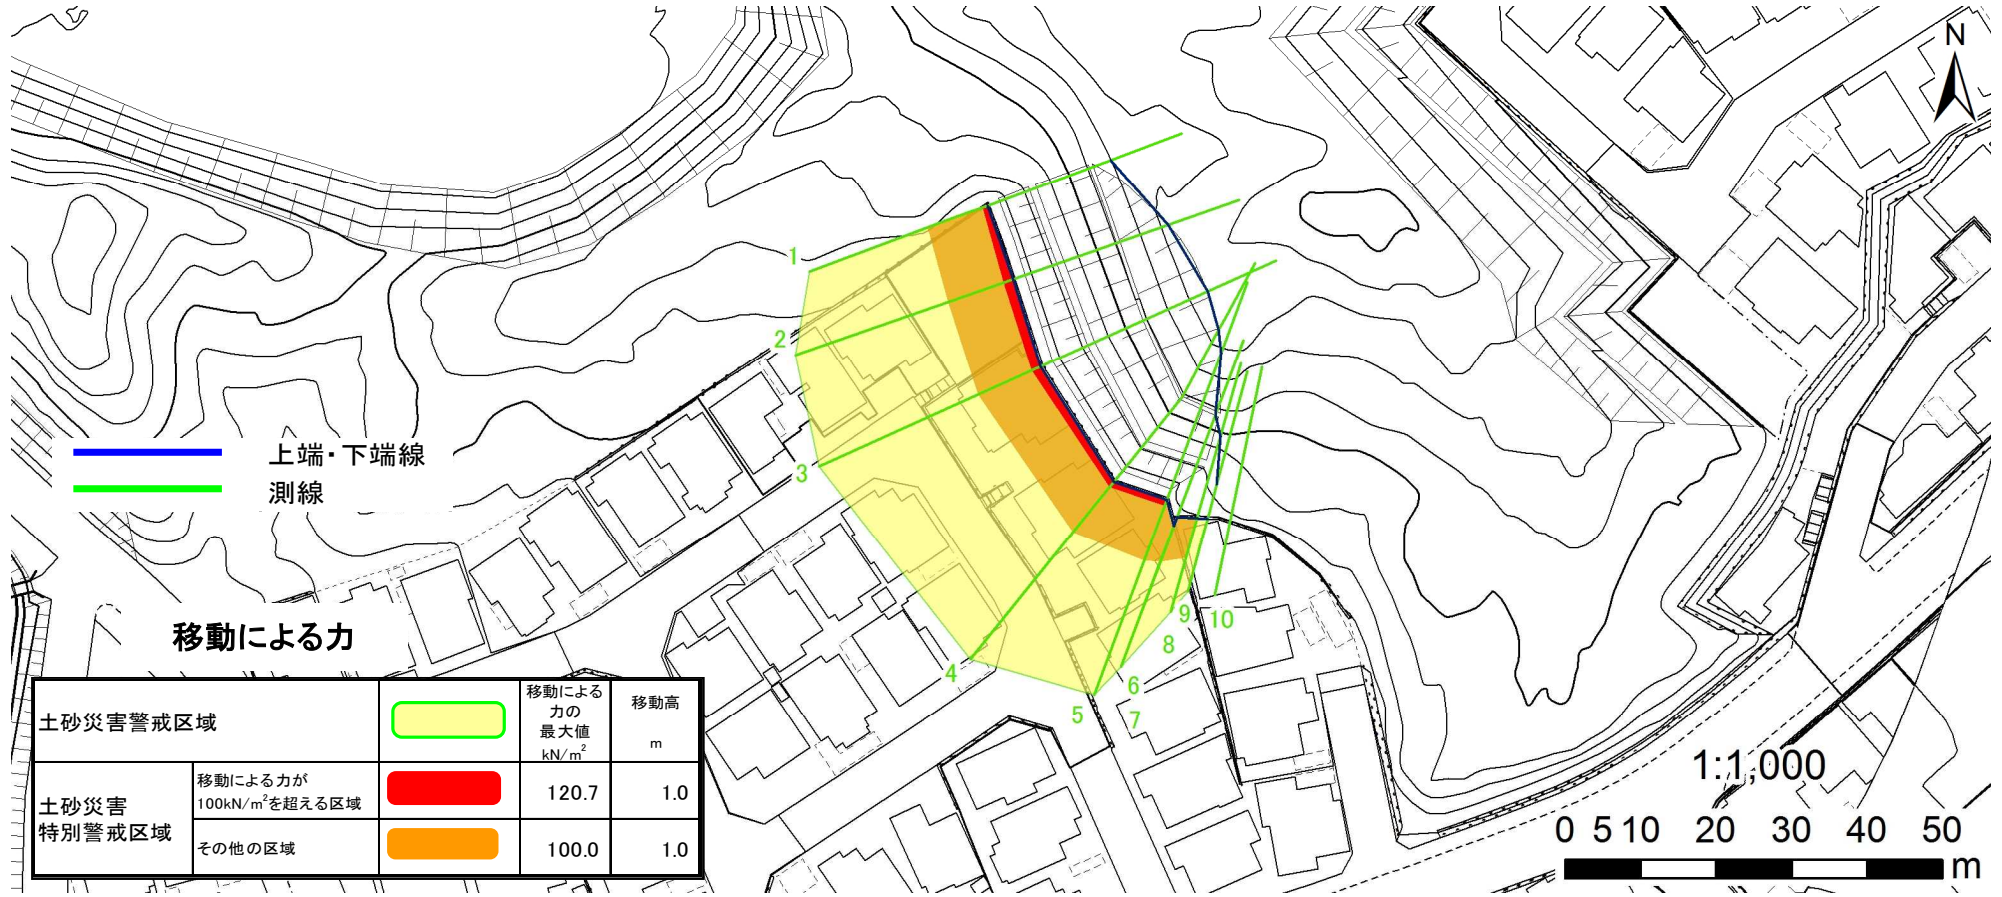 N
1
2
3
4
5
6
7
8
9
10
上端・下端線
測線
移動による力
土砂災害警戒区域
移動による
力の
最大値
kN/m²
移動高
m
土砂災害
特別警戒区域
移動による力が
100kN/m²を超える区域
120.7
1.0
その他の区域
100.0
1.0
1:1,000
0 5 10 20 30 40 50
m